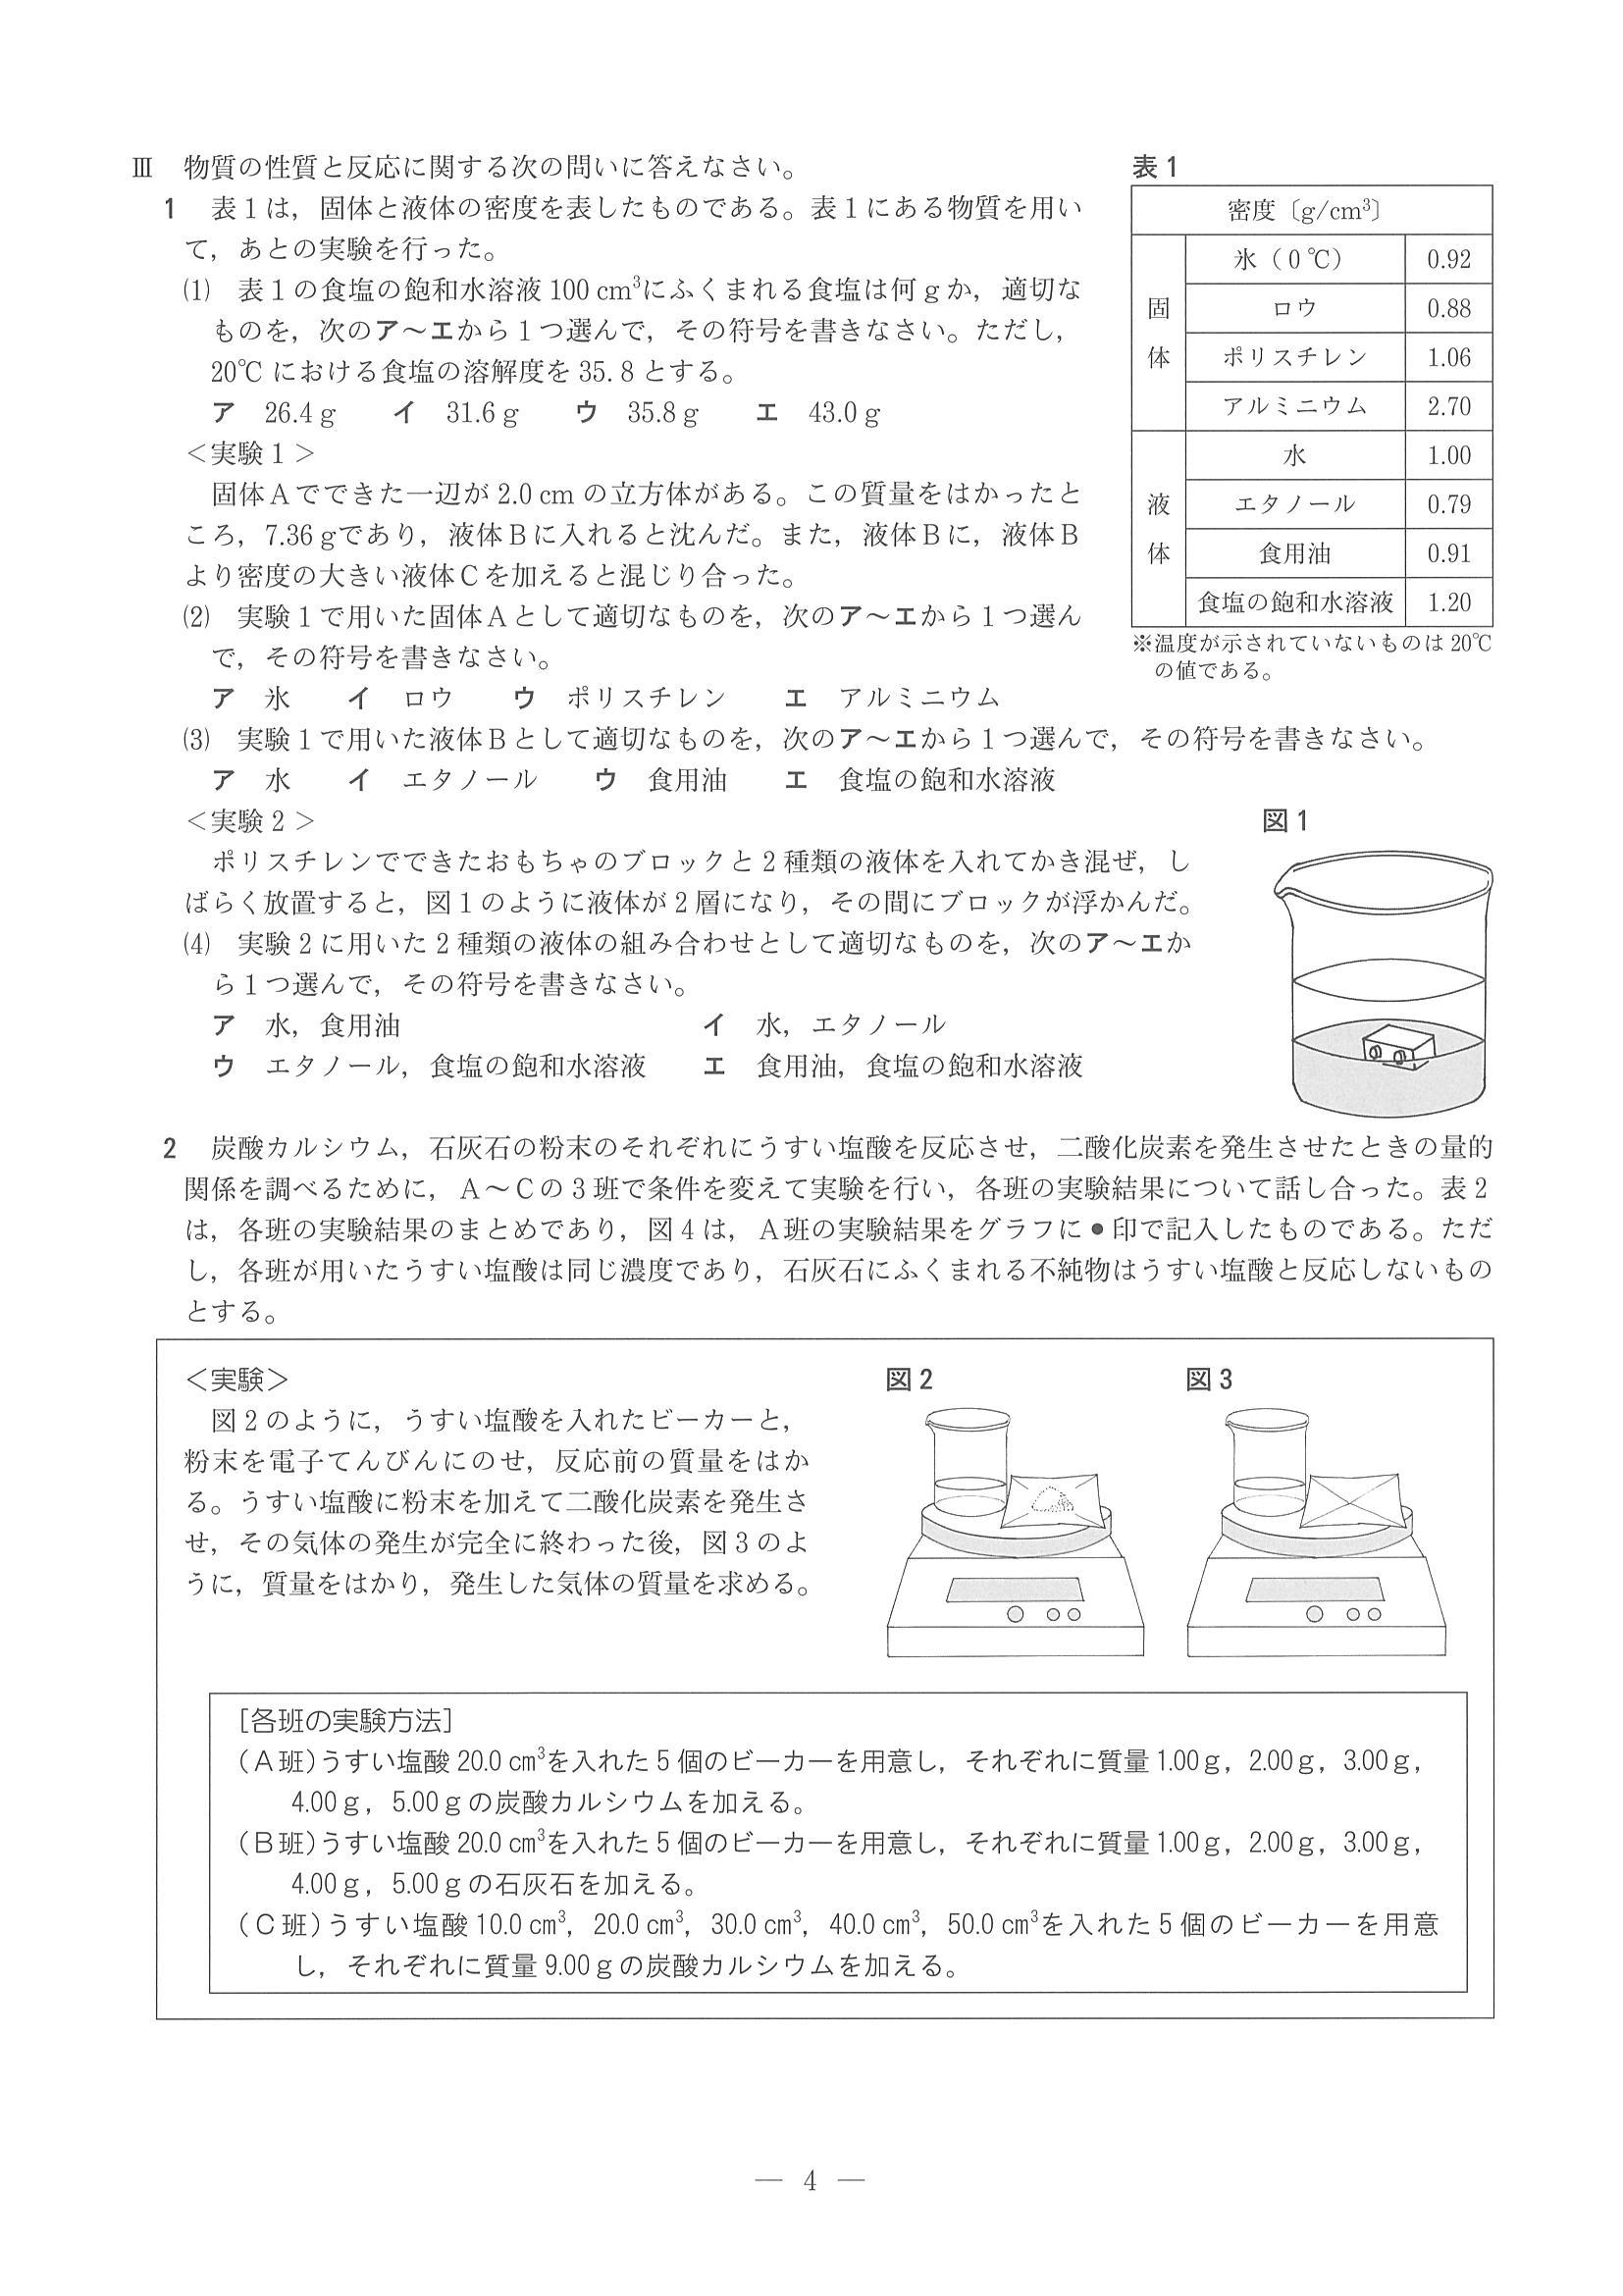 Ⅲ　物質の性質と反応に関する次の問いに答えなさい。
1　表1は，固体と液体の密度を表したものである。表1にある物質を用い
て，あとの実験を行った。
(1)　表1の食塩の飽和水溶液100 cm³にふくまれる食塩は何gか，適切な
ものを，次のア～エから1つ選んで，その符号を書きなさい。ただし，
20℃における食塩の溶解度を35.8とする。
ア　26.4 g　　イ　31.6 g　　ウ　35.8 g　　エ　43.0 g
＜実験1＞
固体Aでできた一辺が2.0 cmの立方体がある。この質量をはかったと
ころ，7.36 gであり，液体Bに入れると沈んだ。また，液体Bに，液体B
より密度の大きい液体Cを加えると混じり合った。
(2)　実験1で用いた固体Aとして適切なものを，次のア～エから1つ選ん
で，その符号を書きなさい。
ア　氷　　イ　ロウ　　ウ　ポリスチレン　　エ　アルミニウム
表1
密度〔g/cm³〕
固体
氷（0℃）　0.92
ロウ　0.88
ポリスチレン　1.06
アルミニウム　2.70
液体
水　1.00
エタノール　0.79
食用油　0.91
食塩の飽和水溶液　1.20
※温度が示されていないものは20℃
の値である。
(3)　実験1で用いた液体Bとして適切なものを，次のア～エから1つ選んで，その符号を書きなさい。
ア　水　　イ　エタノール　　ウ　食用油　　エ　食塩の飽和水溶液
＜実験2＞
ポリスチレンでできたおもちゃのブロックと2種類の液体を入れてかき混ぜ，し
ばらく放置すると，図1のように液体が2層になり，その間にブロックが浮かんだ。
(4)　実験2に用いた2種類の液体の組み合わせとして適切なものを，次のア～エか
ら1つ選んで，その符号を書きなさい。
ア　水，食用油　　イ　水，エタノール
ウ　エタノール，食塩の飽和水溶液　　エ　食用油，食塩の飽和水溶液
図1
2　炭酸カルシウム，石灰石の粉末のそれぞれにうすい塩酸を反応させ，二酸化炭素を発生させたときの量的
関係を調べるために，A～Cの3班で条件を変えて実験を行い，各班の実験結果について話し合った。表2
は，各班の実験結果のまとめであり，図4は，A班の実験結果をグラフに●印で記入したものである。ただ
し，各班が用いたうすい塩酸は同じ濃度であり，石灰石にふくまれる不純物はうすい塩酸と反応しないもの
とする。
＜実験＞
図2のように，うすい塩酸を入れたビーカーと，
粉末を電子てんびんにのせ，反応前の質量をはか
る。うすい塩酸に粉末を加えて二酸化炭素を発生さ
せ，その気体の発生が完全に終わった後，図3のよ
うに，質量をはかり，発生した気体の質量を求める。
図2
図3
［各班の実験方法］
（A班）うすい塩酸20.0 cm³を入れた5個のビーカーを用意し，それぞれに質量1.00g，2.00g，3.00g，
4.00g，5.00gの炭酸カルシウムを加える。
（B班）うすい塩酸20.0 cm³を入れた5個のビーカーを用意し，それぞれに質量1.00g，2.00g，3.00g，
4.00g，5.00gの石灰石を加える。
（C班）うすい塩酸10.0 cm³，20.0 cm³，30.0 cm³，40.0 cm³，50.0 cm³を入れた5個のビーカーを用意
し，それぞれに質量9.00gの炭酸カルシウムを加える。
― 4 ―